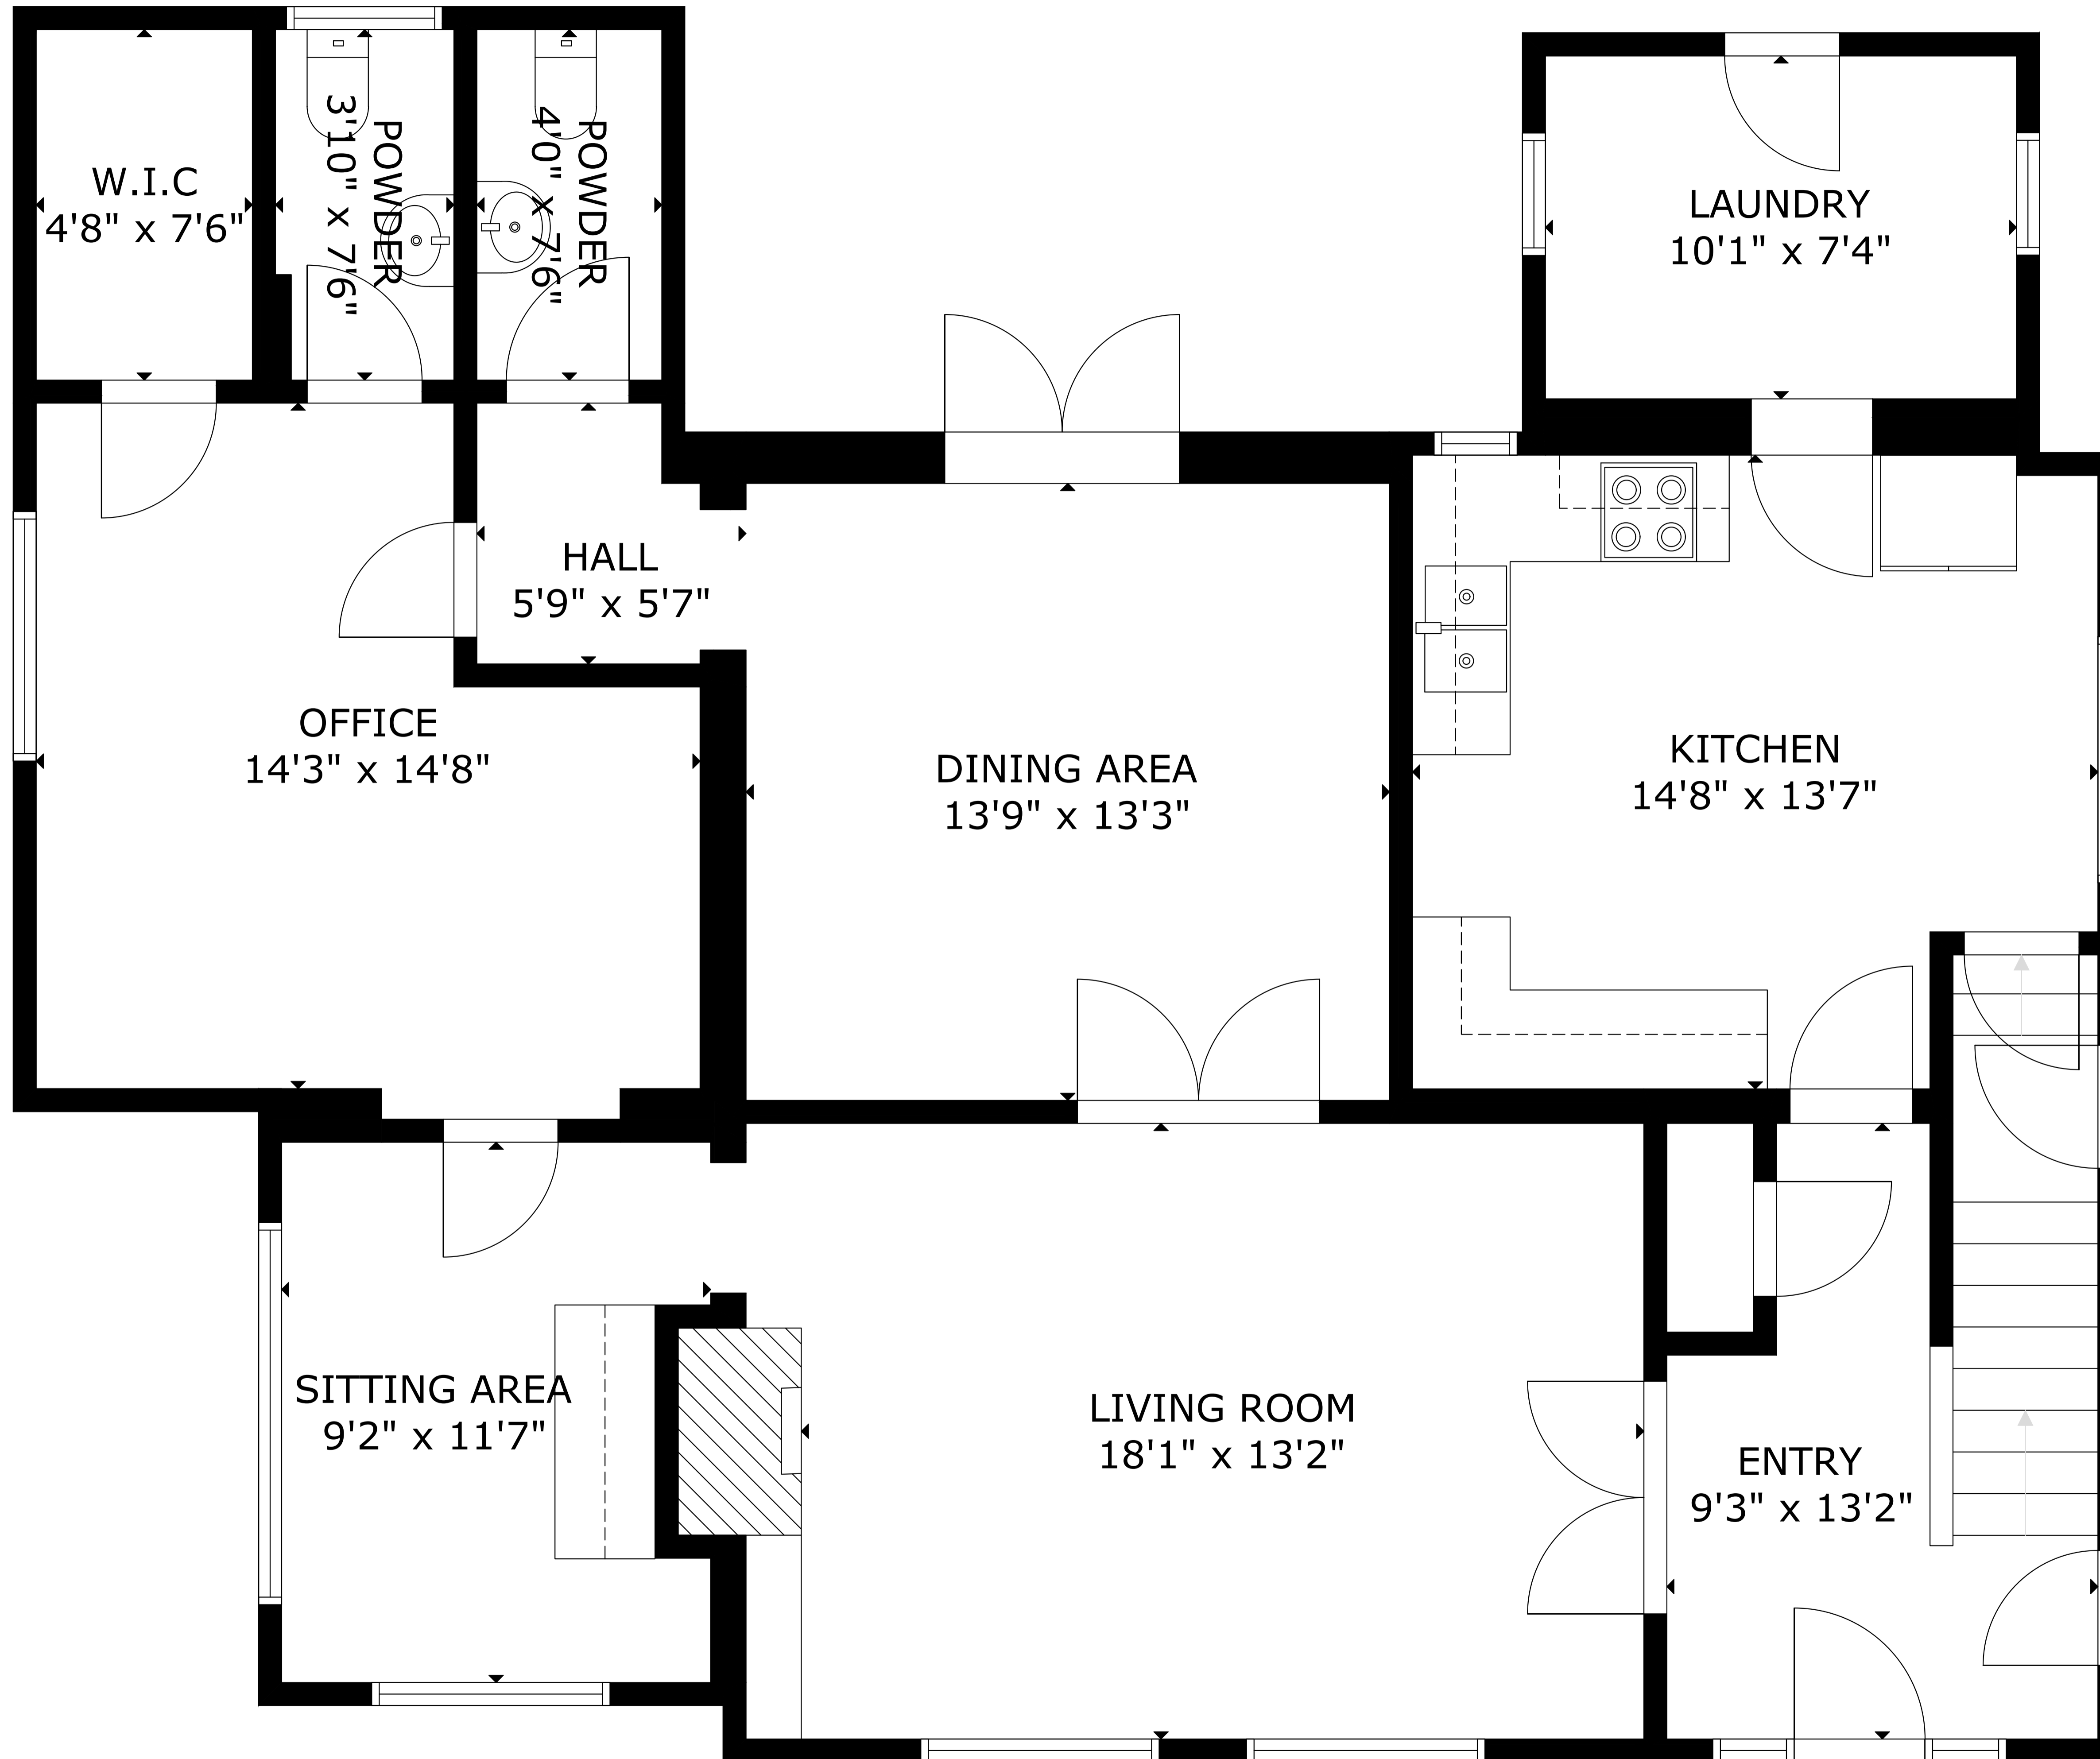 W.I.C
4'8" x 7'6"
POWDER
3'10" x 7'6"
POWDER
4'0" x 7'6"
LAUNDRY
10'1" x 7'4"
HALL
5'9" x 5'7"
OFFICE
14'3" x 14'8"
DINING AREA
13'9" x 13'3"
KITCHEN
14'8" x 13'7"
SITTING AREA
9'2" x 11'7"
LIVING ROOM
18'1" x 13'2"
ENTRY
9'3" x 13'2"